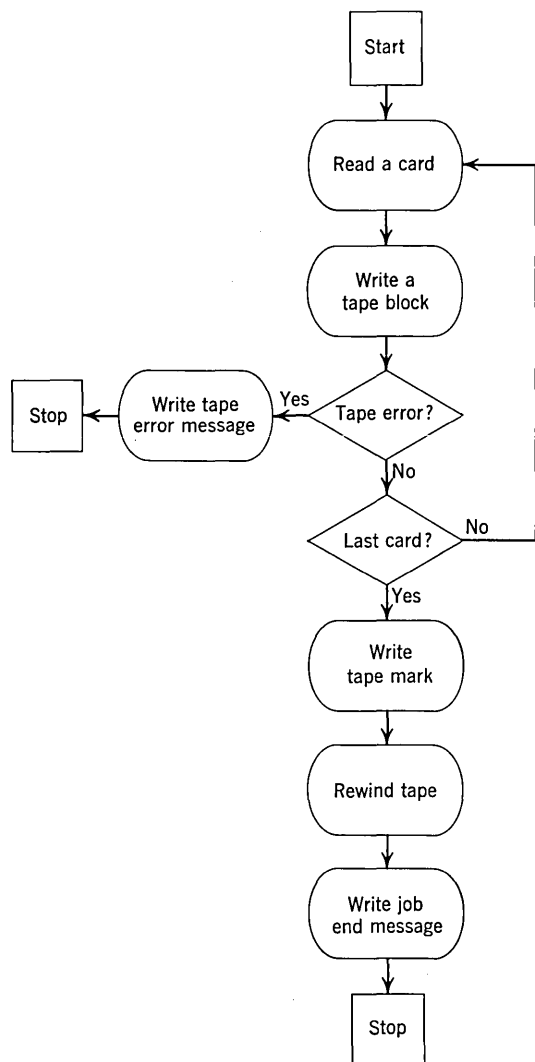 Start
Read a card
Write a
tape block
Tape error?
Yes
Write tape
error message
Stop
No
Last card?
No
Yes
Write
tape mark
Rewind tape
Write job
end message
Stop